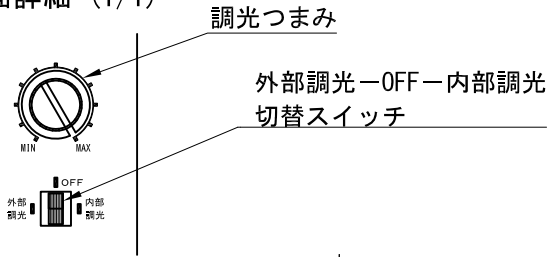 詳細 (1/1)
調光つまみ
外部調光－OFF－内部調光
切替スイッチ
MIN MAX
OFF
外部 内部
調光 調光